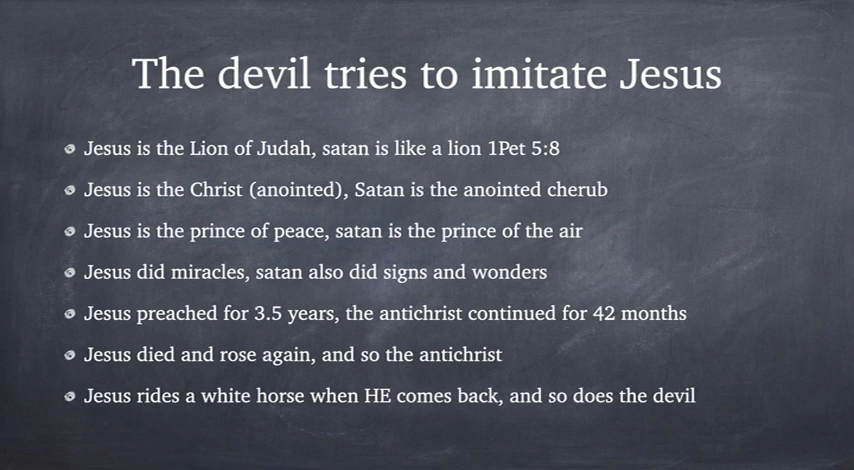 The devil tries to imitate Jesus
Jesus is the Lion of Judah, satan is like a lion 1Pet 5:8
Jesus is the Christ (anointed), Satan is the anointed cherub
Jesus is the prince of peace, satan is the prince of the air
Jesus did miracles, satan also did signs and wonders
Jesus preached for 3.5 years, the antichrist continued for 42 months
Jesus died and rose again, and so the antichrist
Jesus rides a white horse when HE comes back, and so does the devil